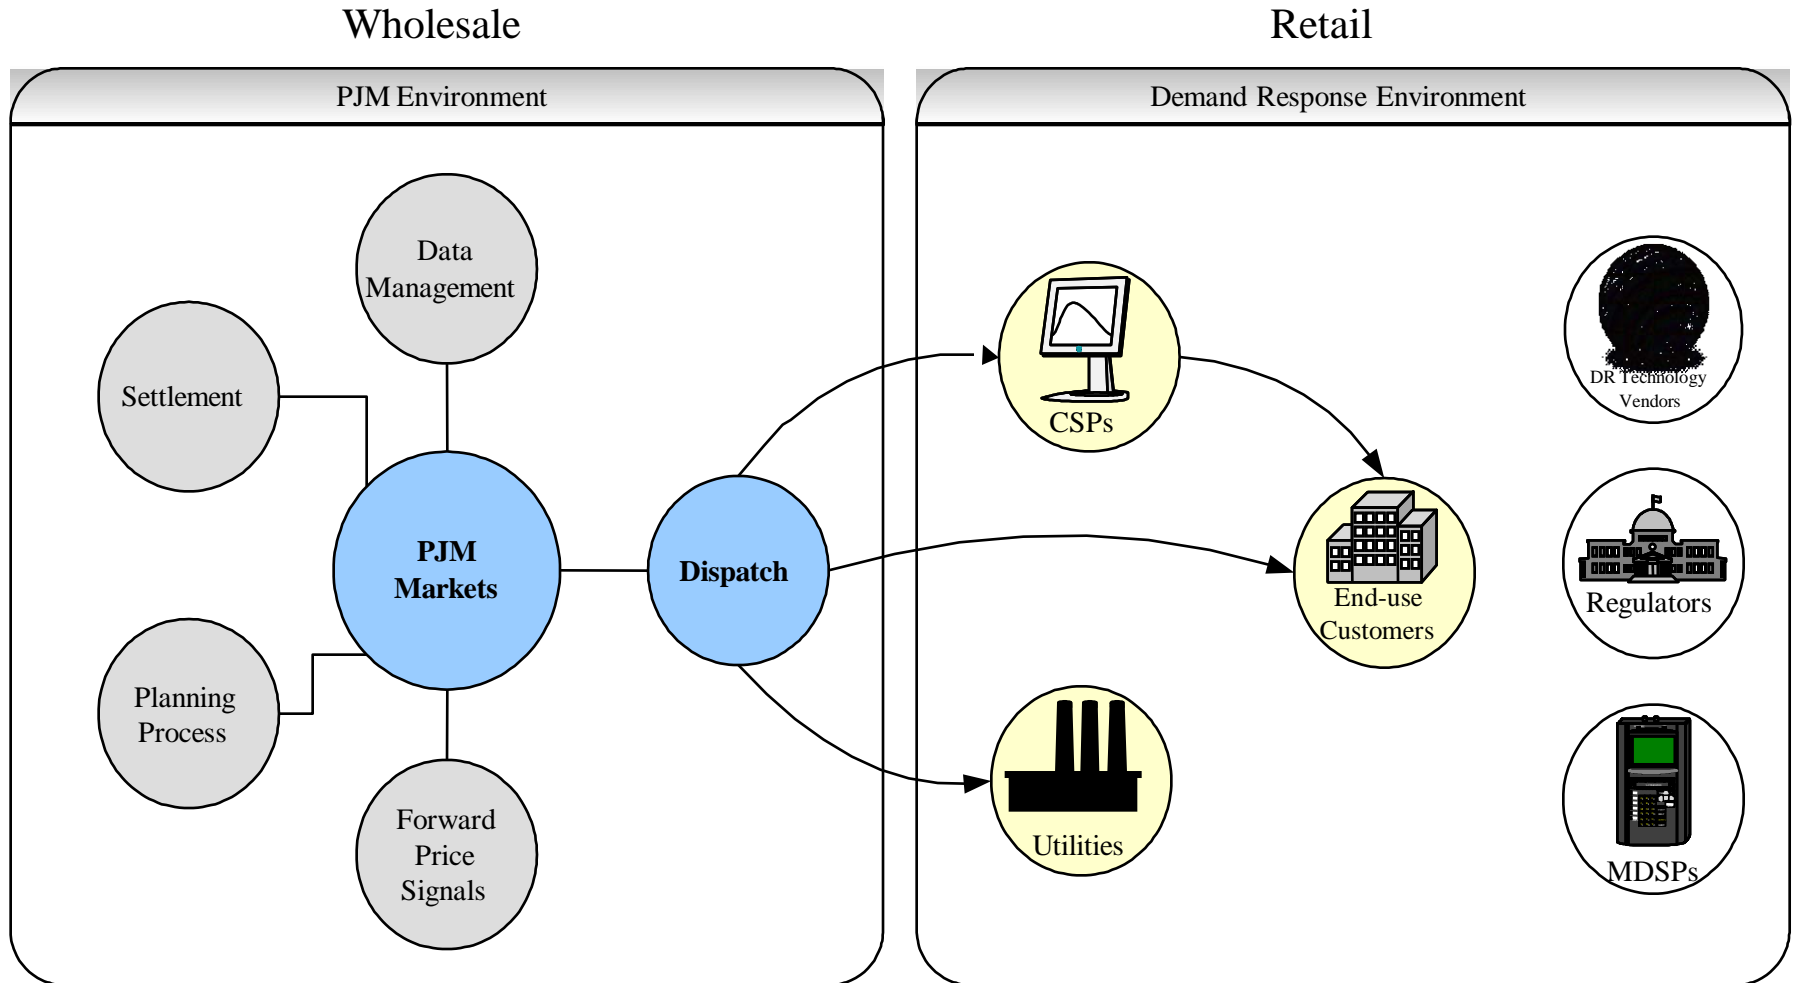 Wholesale
Retail
PJM Environment
Demand Response Environment
Data
Management
Settlement
PJM
Markets
Dispatch
Planning
Process
Forward
Price
Signals
CSPs
End-use
Customers
Utilities
DR Technology
Vendors
Regulators
MDSPs